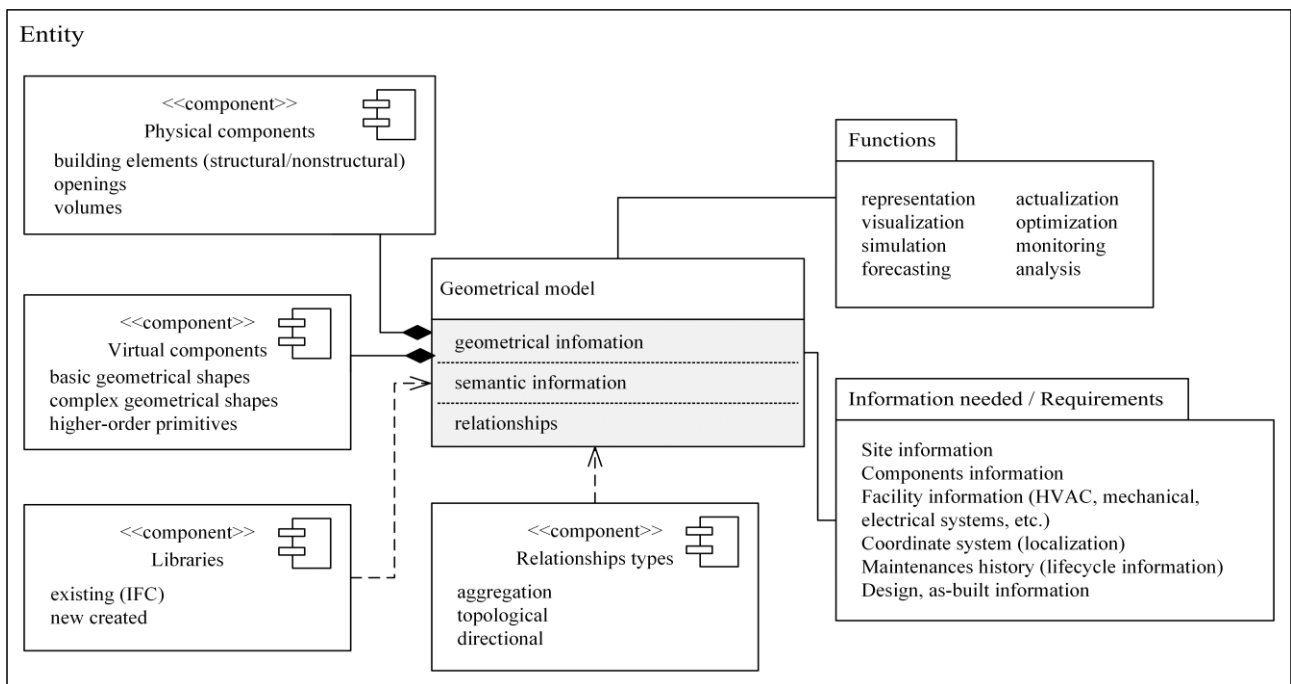 Entity
<<component>>
Physical components
building elements (structural/nonstructural)
openings
volumes
<<component>>
Virtual components
basic geometrical shapes
complex geometrical shapes
higher-order primitives
<<component>>
Libraries
existing (IFC)
new created
Geometrical model
geometrical infomation
semantic information
relationships
<<component>>
Relationships types
aggregation
topological
directional
Functions
representation actualization
visualization optimization
simulation monitoring
forecasting analysis
Information needed / Requirements
Site information
Components information
Facility information (HVAC, mechanical,
electrical systems, etc.)
Coordinate system (localization)
Maintenances history (lifecycle information)
Design, as-built information